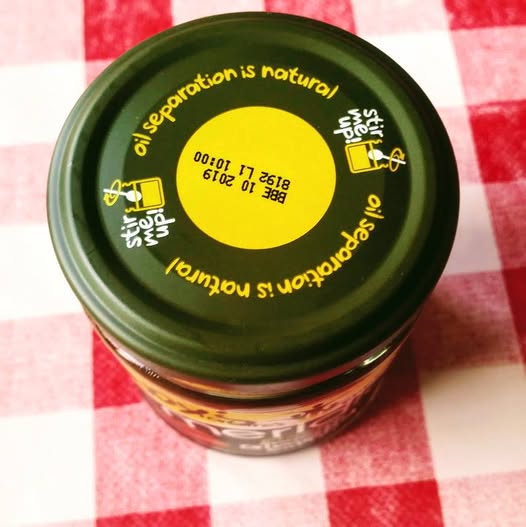 oil separation is natural
stir
me
up!
BBE 10 2019
8192 L1 10:00
stir
me
up!
oil separation is natural